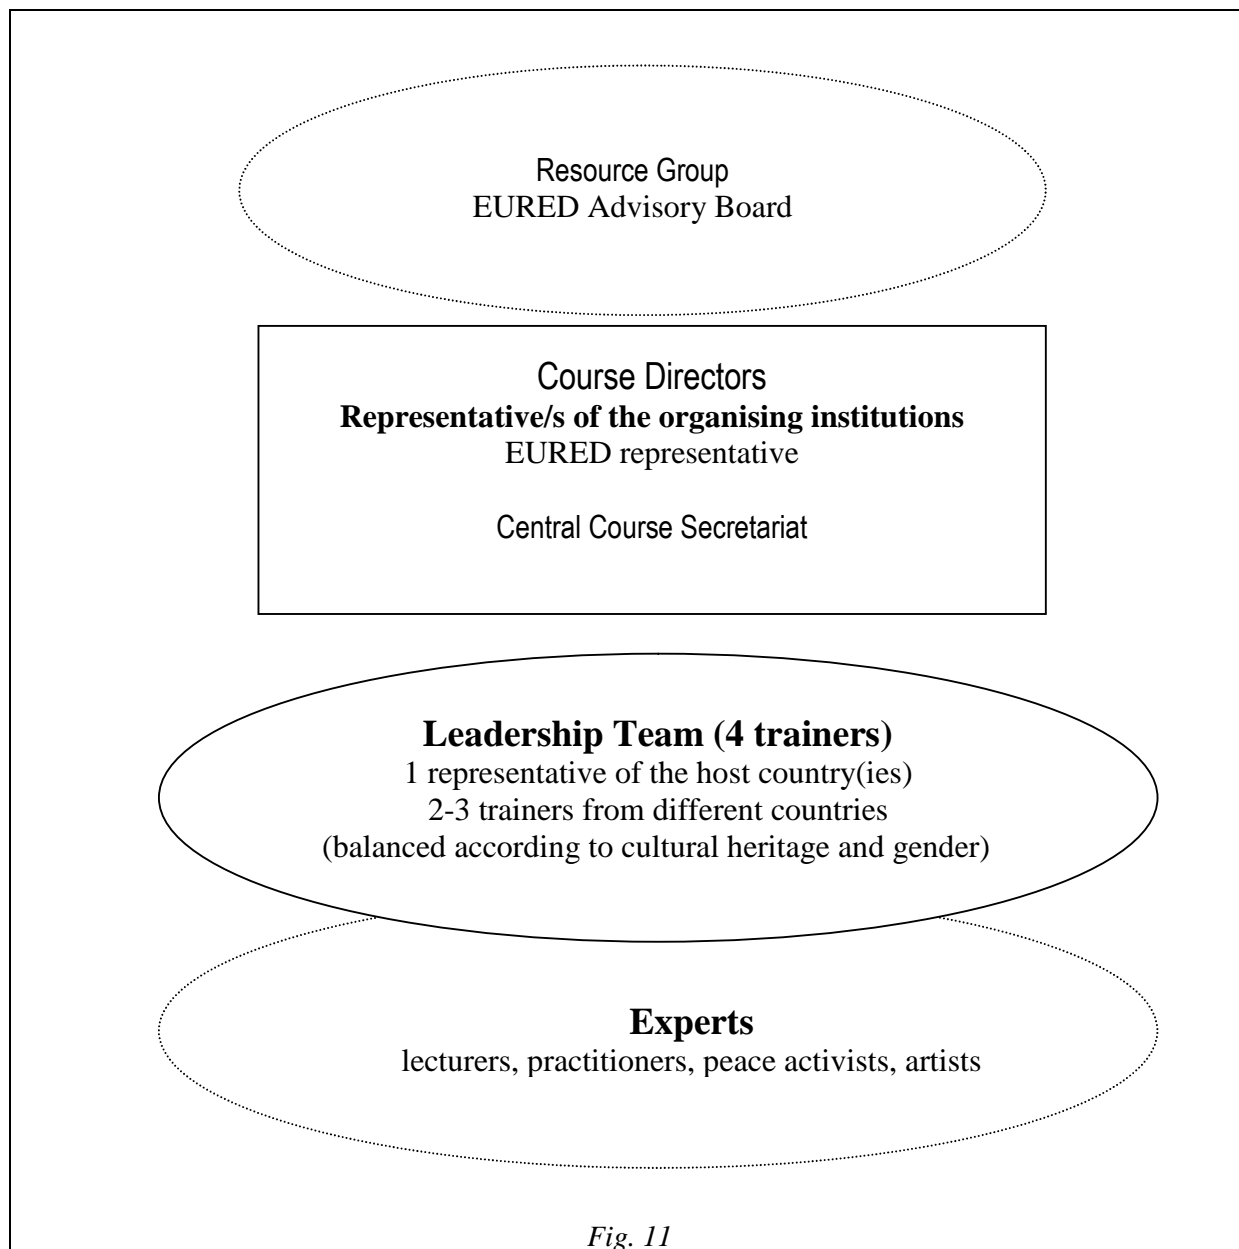 Resource Group
EURED Advisory Board
Course Directors
Representative/s of the organising institutions
EURED representative
Central Course Secretariat
Leadership Team (4 trainers)
1 representative of the host country(ies)
2-3 trainers from different countries
(balanced according to cultural heritage and gender)
Experts
lecturers, practitioners, peace activists, artists
Fig. 11